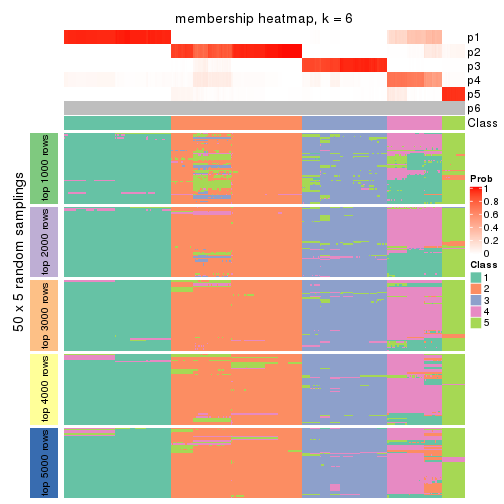 membership heatmap, k = 6
p1
p2
p3
p4
p5
p6
Class
50 x 5 random samplings
top 1000 rows
top 2000 rows
top 3000 rows
top 4000 rows
top 5000 rows
Prob
1
0.8
0.6
0.4
0.2
0
Class
1
2
3
4
5